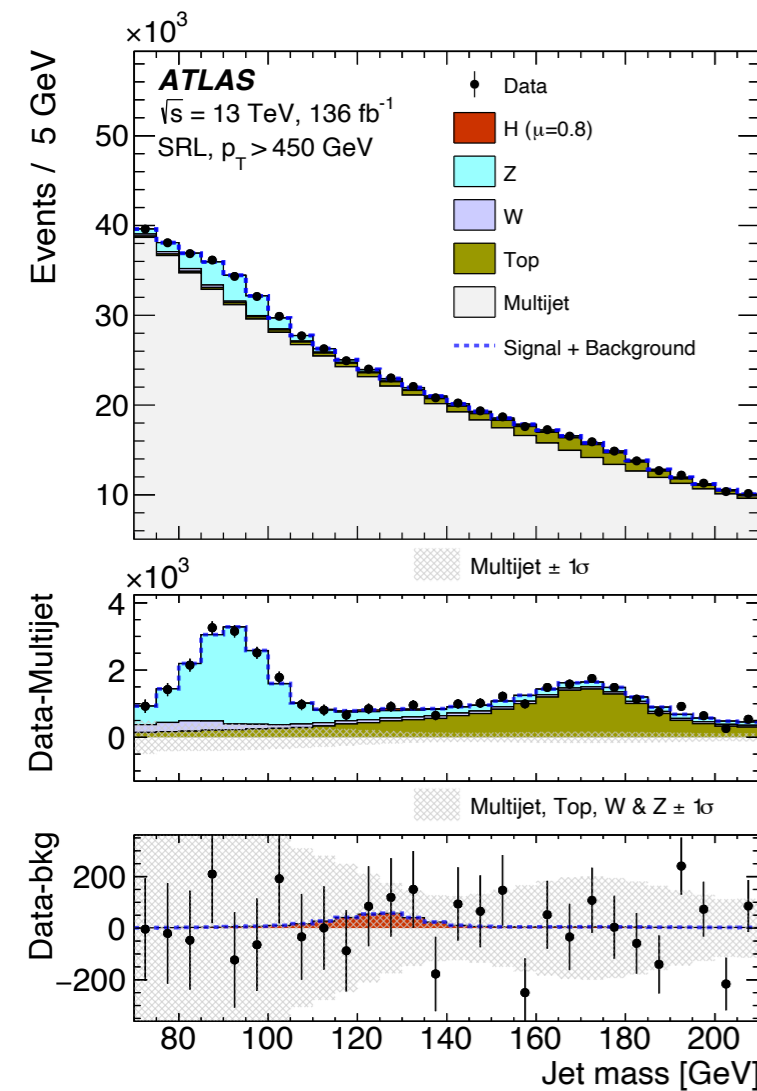 ×10³
Events / 5 GeV
ATLAS
√s = 13 TeV, 136 fb⁻¹
SRL, p_T > 450 GeV
Data
H (μ=0.8)
Z
W
Top
Multijet
Signal + Background
50
40
30
20
10
Multijet ± 1σ
×10³
Data-Multijet
4
2
0
Multijet, Top, W & Z ± 1σ
Data-bkg
200
0
−200
80 100 120 140 160 180 200
Jet mass [GeV]